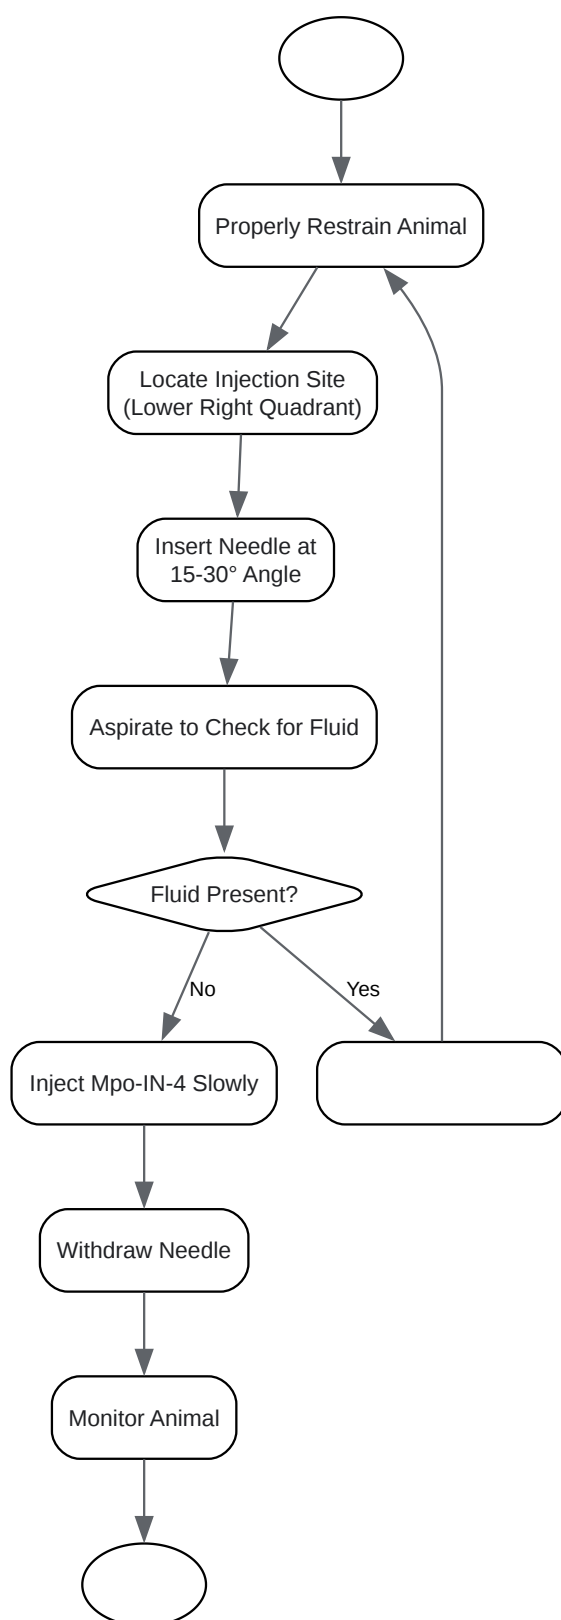 Properly Restrain Animal
Locate Injection Site
(Lower Right Quadrant)
Insert Needle at
15-30° Angle
Aspirate to Check for Fluid
Fluid Present?
No
Yes
Inject Mpo-IN-4 Slowly
Withdraw Needle
Monitor Animal